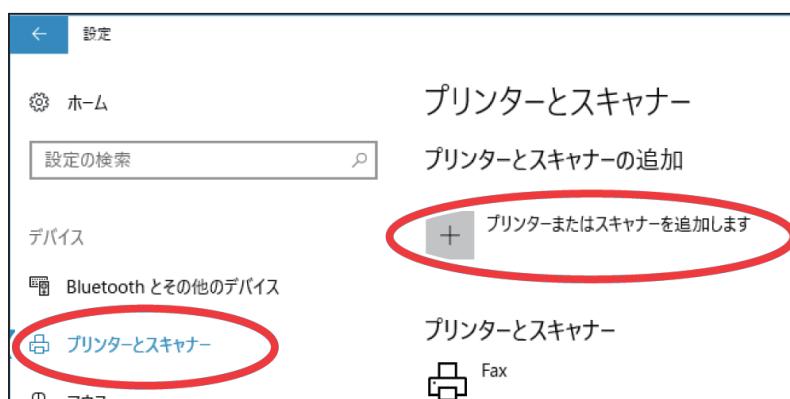 設定
ホーム
設定の検索
デバイス
Bluetooth とその他のデバイス
プリンターとスキャナー
マウス
プリンターとスキャナー
プリンターとスキャナーの追加
プリンターまたはスキャナーを追加します
プリンターとスキャナー
Fax